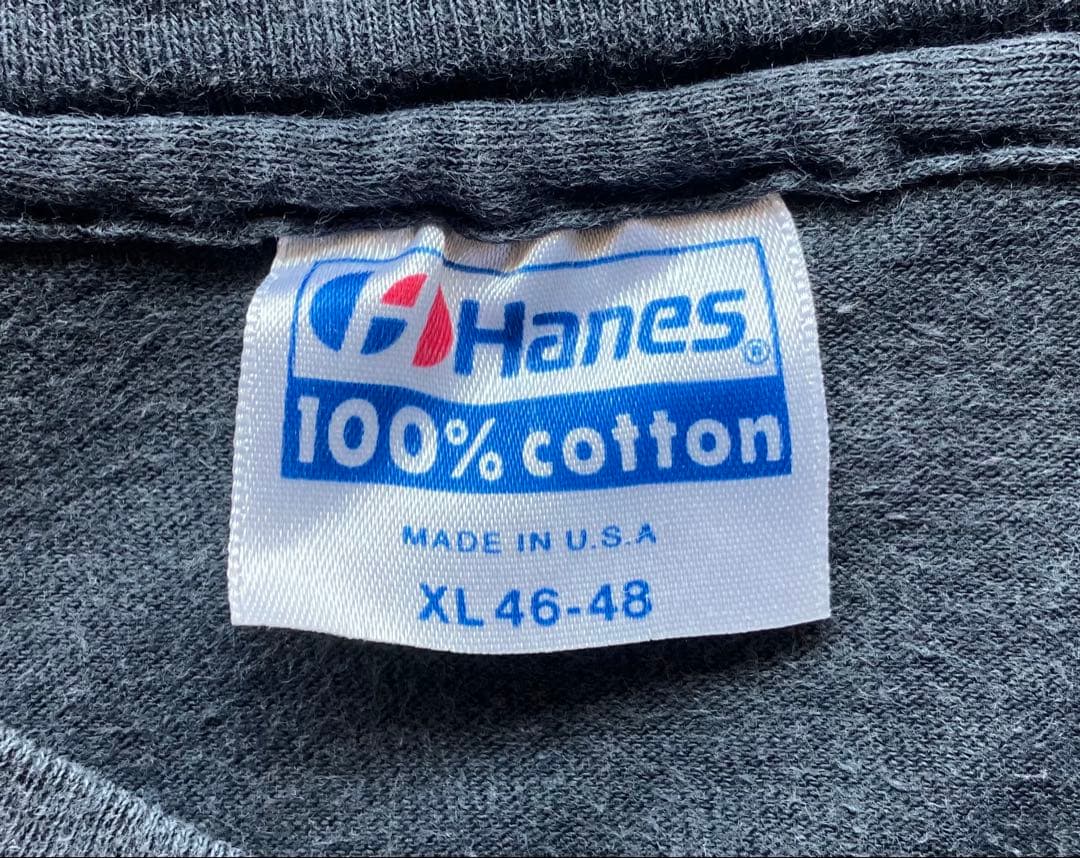 Hanes®
100% cotton
MADE IN U.S.A
XL 46-48